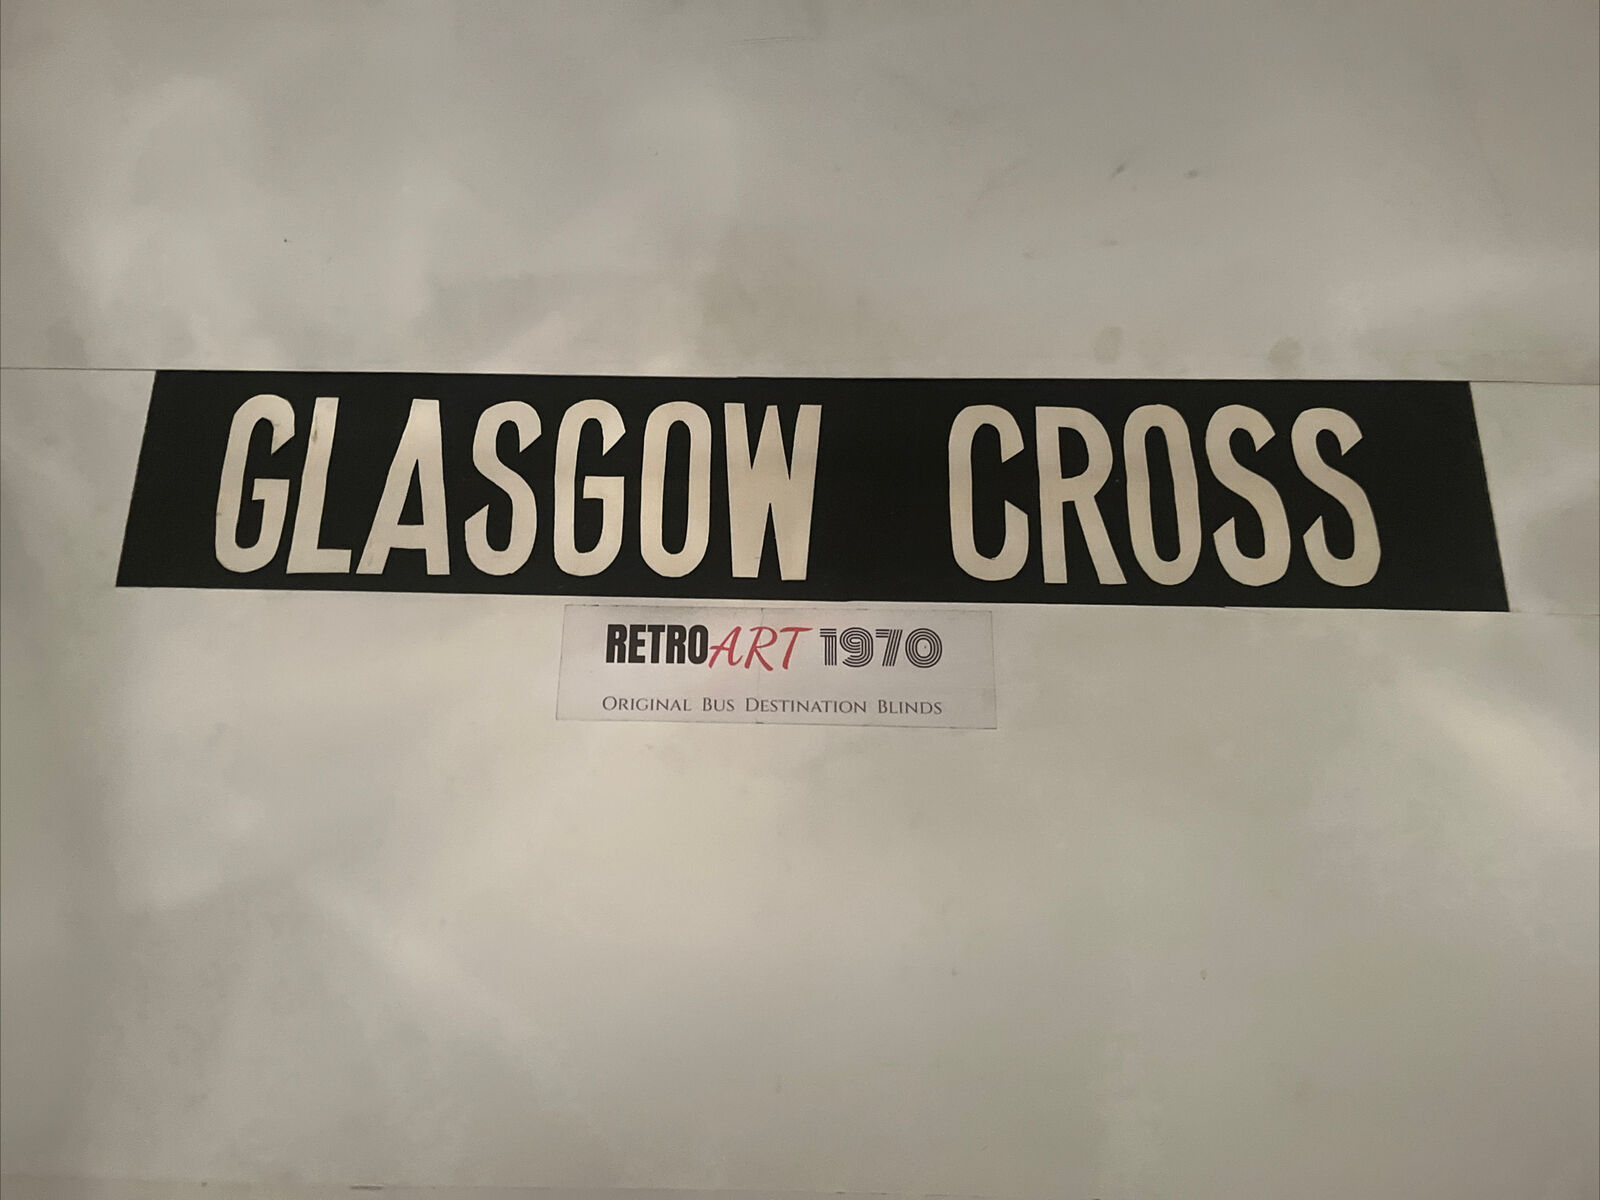 GLASGOW CROSS
RETROART 1970
ORIGINAL BUS DESTINATION BLINDS